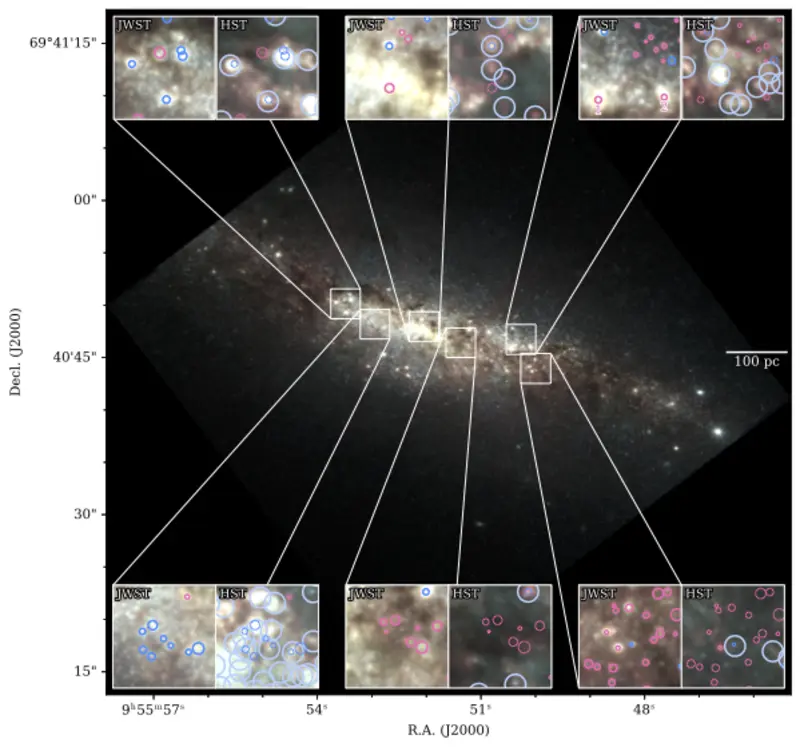 JWST HST JWST HST JWST HST
69°41'15"
00"
Decl. (J2000)
40'45"
100 pc
30"
JWST HST JWST HST JWST HST
15"
9ʰ55ᵐ57ˢ 54ˢ 51ˢ 48ˢ
R.A. (J2000)